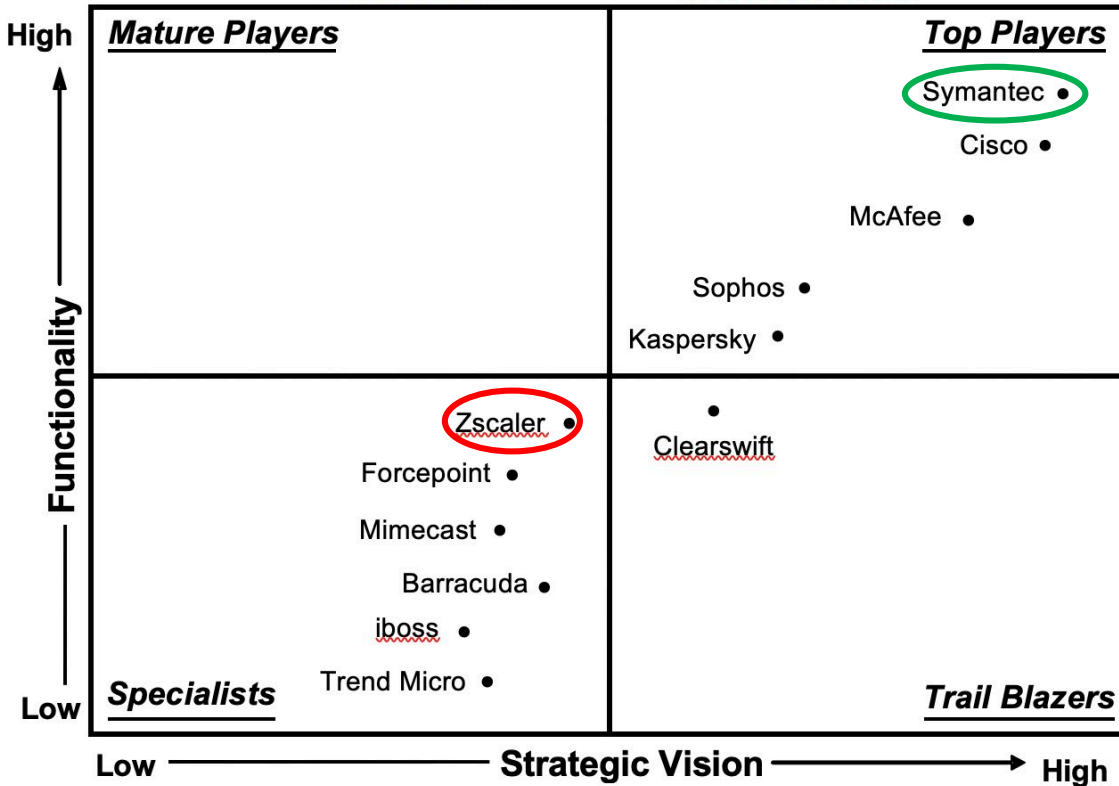 High
Mature Players
Top Players
Symantec
Cisco
McAfee
Sophos
Kaspersky
Functionality
Zscaler
Clearswift
Forcepoint
Mimecast
Barracuda
iboss
Trend Micro
Specialists
Trail Blazers
Low
Low
Strategic Vision
High